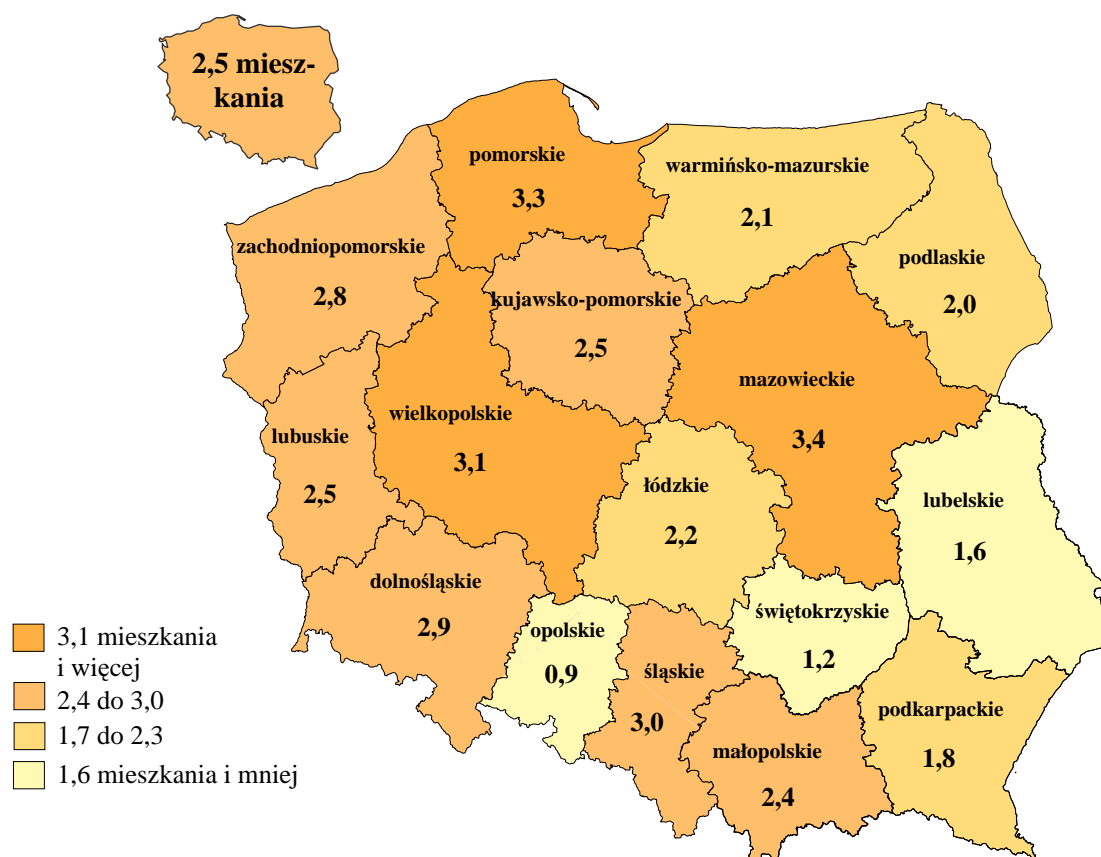 2,5 miesz-
kania
pomorskie
3,3
warmińsko-mazurskie
2,1
podlaskie
2,0
zachodniopomorskie
2,8
kujawsko-pomorskie
2,5
mazowieckie
3,4
wielkopolskie
3,1
lubuskie
2,5
łódzkie
2,2
lubelskie
1,6
dolnośląskie
2,9
opolskie
0,9
śląskie
3,0
świętokrzyskie
1,2
małopolskie
2,4
podkarpackie
1,8
3,1 mieszkania
i więcej
2,4 do 3,0
1,7 do 2,3
1,6 mieszkania i mniej